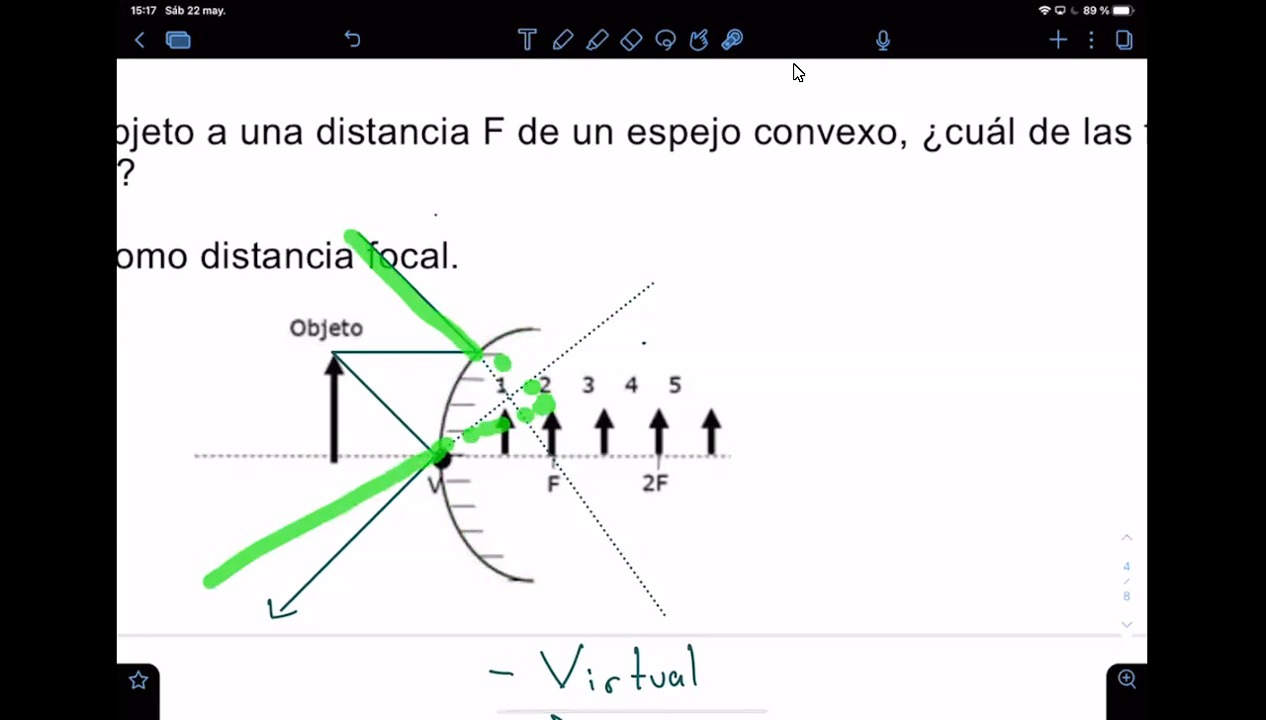 15:17 Sáb 22 may. 89 %
bjeto a una distancia F de un espejo convexo, ¿cuál de las
?
omo distancia focal.
Objeto
1 2 3 4 5
V F 2F
4
/
8
- Virtual